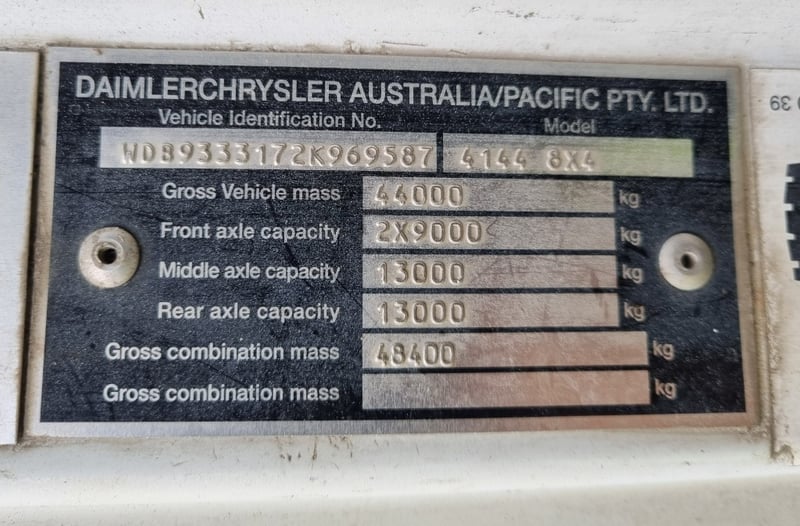 DAIMLERCHRYSLER AUSTRALIA/PACIFIC PTY. LTD.
Vehicle Identification No. Model
WDB9333172K969587 4144 8X4
Gross Vehicle mass 44000 kg
Front axle capacity 2X9000 kg
Middle axle capacity 13000 kg
Rear axle capacity 13000 kg
Gross combination mass 48400 kg
Gross combination mass kg
39